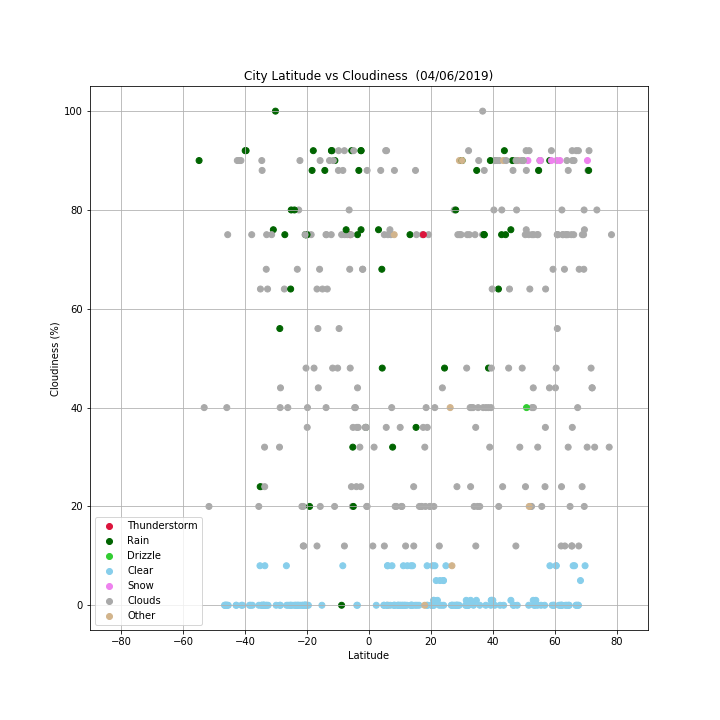 City Latitude vs Cloudiness  (04/06/2019)
Cloudiness (%)
100
80
60
40
20
0
Thunderstorm
Rain
Drizzle
Clear
Snow
Clouds
Other
−80 −60 −40 −20 0 20 40 60 80
Latitude